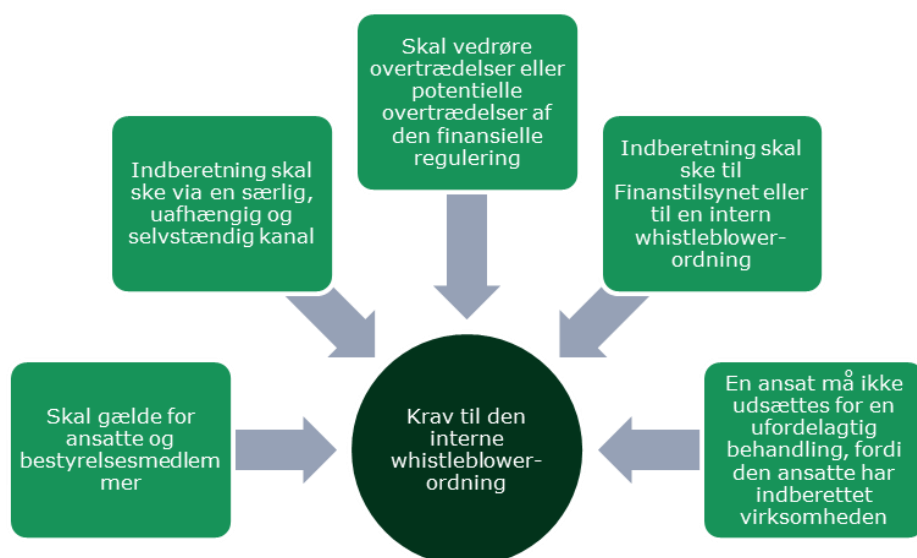 Skal vedrøre
overtrædelser eller
potentielle
overtrædelser af
den finansielle
regulering
Indberetning skal
ske via en særlig,
uafhængig og
selvstændig kanal
Indberetning skal
ske til
Finanstilsynet eller
til en intern
whistleblower-
ordning
Skal gælde for
ansatte og
bestyrelsesmedlem
mer
Krav til den
interne
whistleblower-
ordning
En ansat må ikke
udsættes for en
ufordelagtig
behandling, fordi
den ansatte har
indberettet
virksomheden